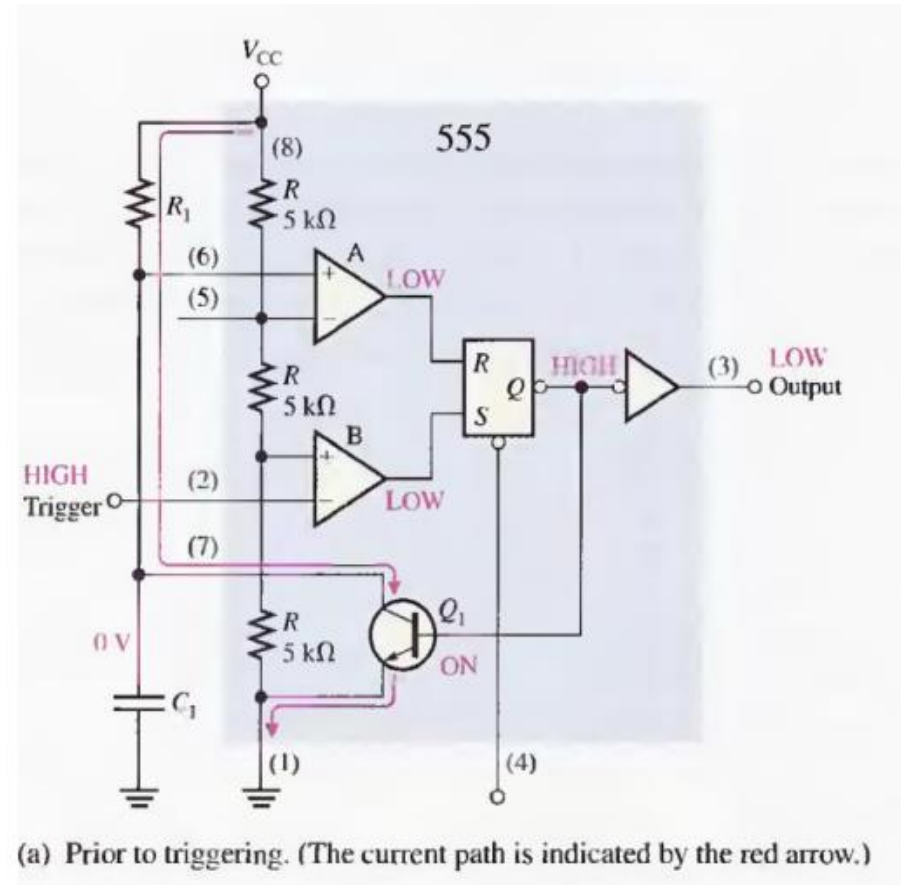 V_CC
555
(8)
R
5 kΩ
R₁
(6)
A
+
LOW
(5)
−
R
HIGH
(3)
LOW
R
5 kΩ
Q
Output
S
B
+
HIGH
Trigger
(2)
−
LOW
(7)
Q₁
R
5 kΩ
0 V
ON
C₁
(1)
(4)
(a) Prior to triggering. (The current path is indicated by the red arrow.)